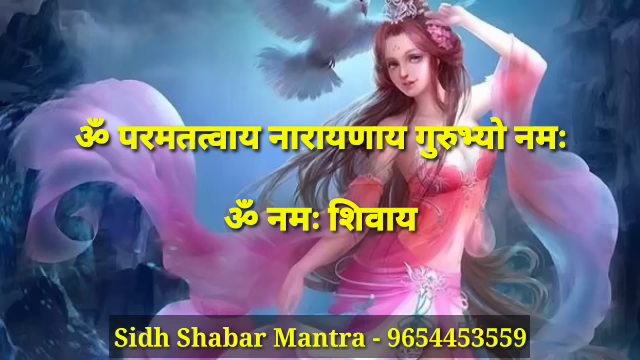 ॐ परमतत्वाय नारायणाय गुरुभ्यो नमः
ॐ नमः शिवाय
Sidh Shabar Mantra - 9654453559